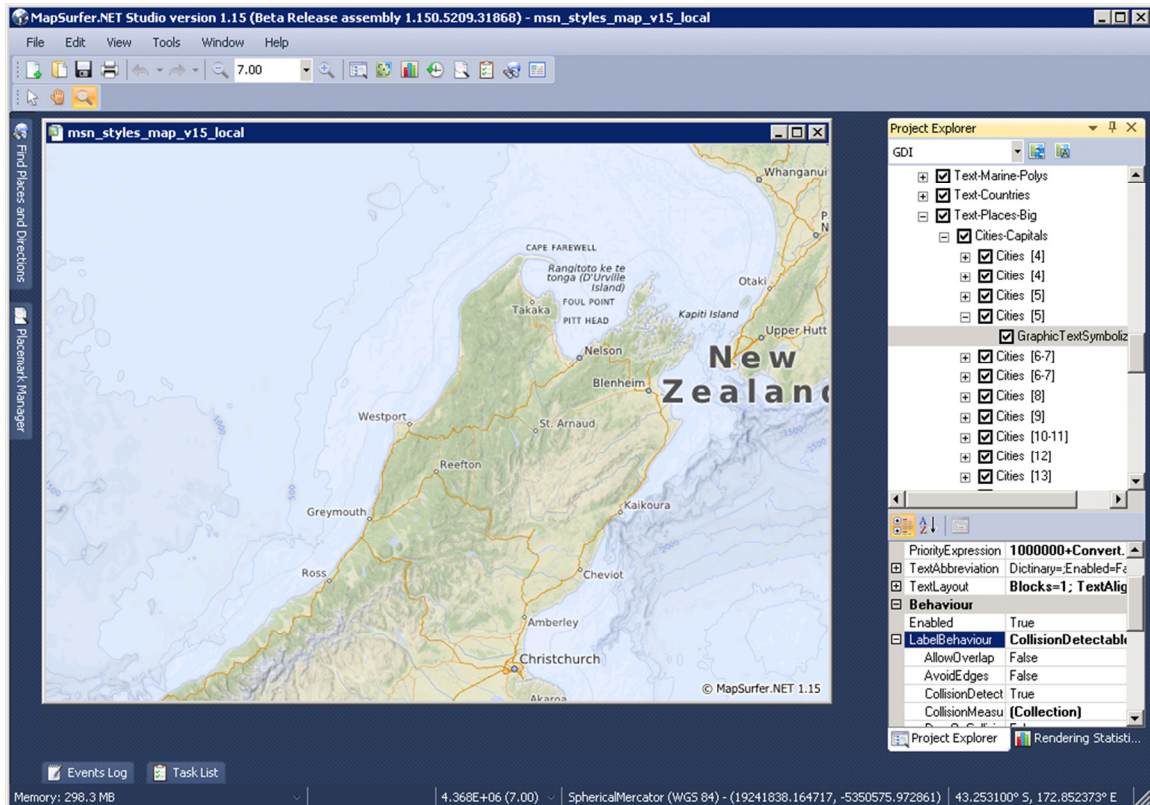 MapSurfer.NET Studio version 1.15 (Beta Release assembly 1.150.5209.31868) - msn_styles_map_v15_local
File Edit View Tools Window Help
7.00
Find Places and Directions
Placemark Manager
msn_styles_map_v15_local
Whanganui
P
N
CAPE FAREWELL
Rangitoto ke te
tonga (D'Urville
Island)
Otaki
FOUL POINT
Takaka
Kapiti Island
PITT HEAD
Upper Hutt
Nelson
New
Zealand
Blenheim
Westport
St. Arnaud
Reefton
Kaikoura
Greymouth
Ross
Cheviot
Amberley
Christchurch
Akaroa
1000
500
500
1500
1500
© MapSurfer.NET 1.15
Project Explorer
GDI
Text-Marine-Polys
Text-Countries
Text-Places-Big
Cities-Capitals
Cities [4]
Cities [4]
Cities [5]
Cities [5]
GraphicTextSymboliz
Cities [6-7]
Cities [6-7]
Cities [8]
Cities [9]
Cities [10-11]
Cities [12]
Cities [13]
PriorityExpression 1000000+Convert.
TextAbbreviation Dictinary=;Enabled=Fa
TextLayout Blocks=1; TextAlig
Behaviour
Enabled True
LabelBehaviour CollisionDetectable
AllowOverlap False
AvoidEdges False
CollisionDetect True
CollisionMeasu (Collection)
Project Explorer Rendering Statisti...
Events Log Task List
Memory: 298.3 MB 4.368E+06 (7.00) SphericalMercator (WGS 84) - (19241838.164717, -5350575.972861) 43.253100° S, 172.852373° E